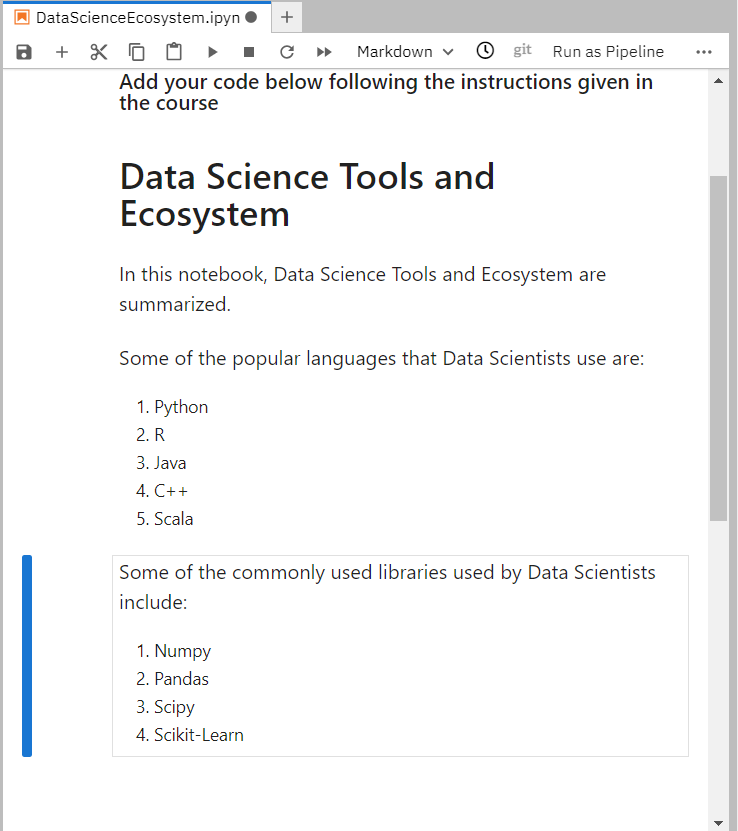 DataScienceEcosystem.ipyn
Markdown git Run as Pipeline
Add your code below following the instructions given in
the course
Data Science Tools and
Ecosystem
In this notebook, Data Science Tools and Ecosystem are
summarized.
Some of the popular languages that Data Scientists use are:
1. Python
2. R
3. Java
4. C++
5. Scala
Some of the commonly used libraries used by Data Scientists
include:
1. Numpy
2. Pandas
3. Scipy
4. Scikit-Learn